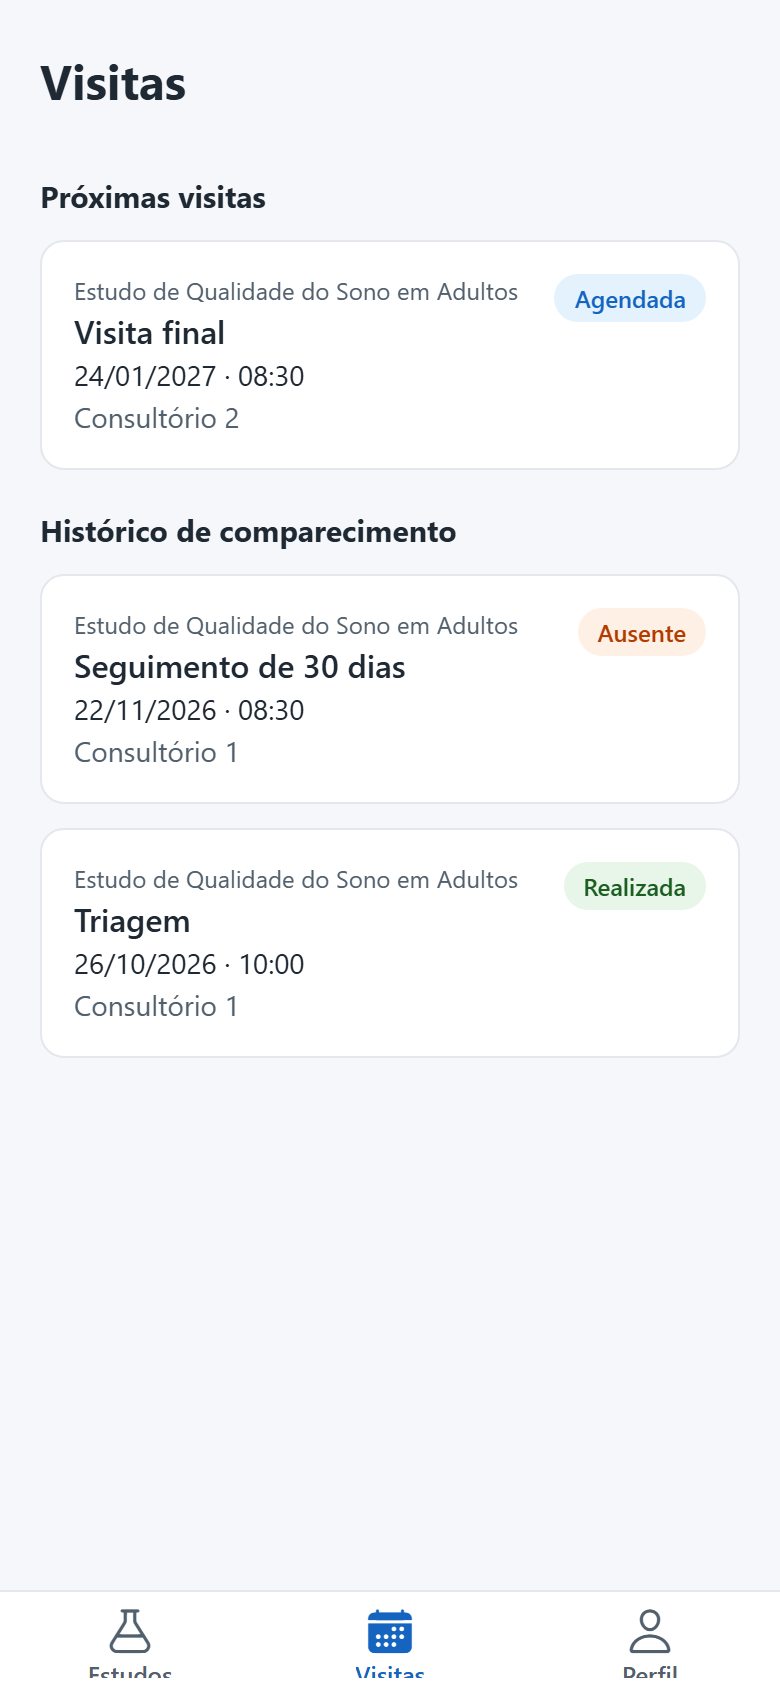 Visitas
Próximas visitas
Estudo de Qualidade do Sono em Adultos
Agendada
Visita final
24/01/2027 · 08:30
Consultório 2
Histórico de comparecimento
Estudo de Qualidade do Sono em Adultos
Ausente
Seguimento de 30 dias
22/11/2026 · 08:30
Consultório 1
Estudo de Qualidade do Sono em Adultos
Realizada
Triagem
26/10/2026 · 10:00
Consultório 1
Estudos
Visitas
Perfil